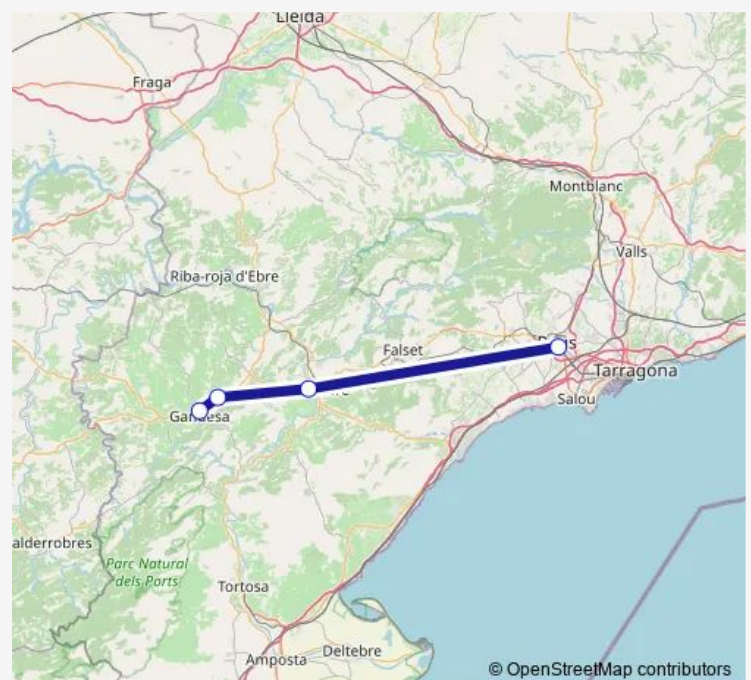 Lleida
Fraga
Montblanc
Valls
Riba-roja d'Ebre
Falset
Tarragona
Salou
alderrobres
Parc Natural
dels Ports
Tortosa
Deltebre
Amposta
© OpenStreetMap contributors